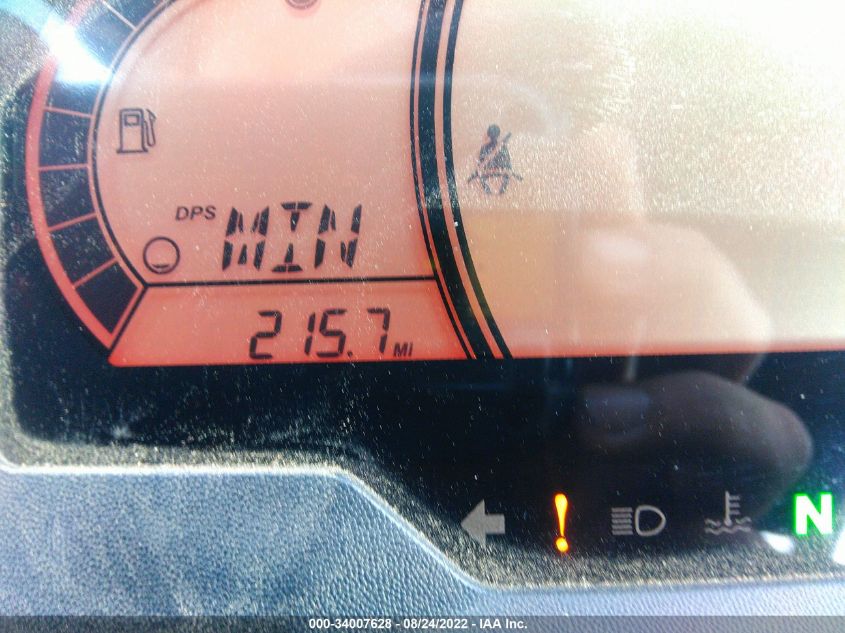 DPS MIN
215.7 MI
N
000-34007628 - 08/24/2022 - IAA Inc.